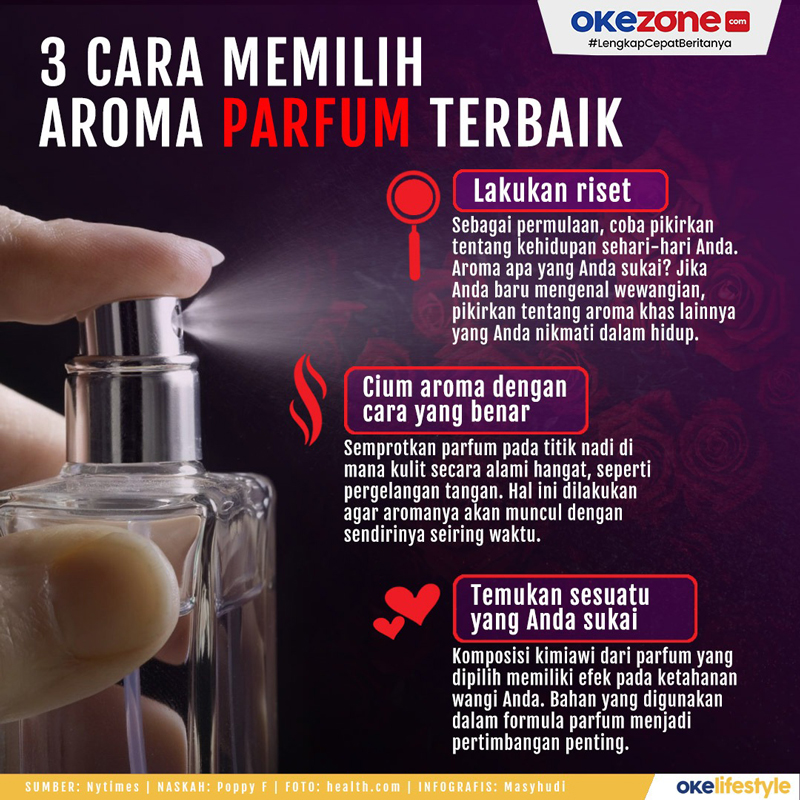 okezone.com
#LengkapCepatBeritanya
3 CARA MEMILIH
AROMA PARFUM TERBAIK
Lakukan riset
Sebagai permulaan, coba pikirkan
tentang kehidupan sehari-hari Anda.
Aroma apa yang Anda sukai? Jika
Anda baru mengenal wewangian,
pikirkan tentang aroma khas lainnya
yang Anda nikmati dalam hidup.
Cium aroma dengan
cara yang benar
Semprotkan parfum pada titik nadi di
mana kulit secara alami hangat, seperti
pergelangan tangan. Hal ini dilakukan
agar aromanya akan muncul dengan
sendirinya seiring waktu.
Temukan sesuatu
yang Anda sukai
Komposisi kimiawi dari parfum yang
dipilih memiliki efek pada ketahanan
wangi Anda. Bahan yang digunakan
dalam formula parfum menjadi
pertimbangan penting.
SUMBER: Nytimes | NASKAH: Poppy F | FOTO: health.com | INFOGRAFIS: Masyhudi
okelifestyle